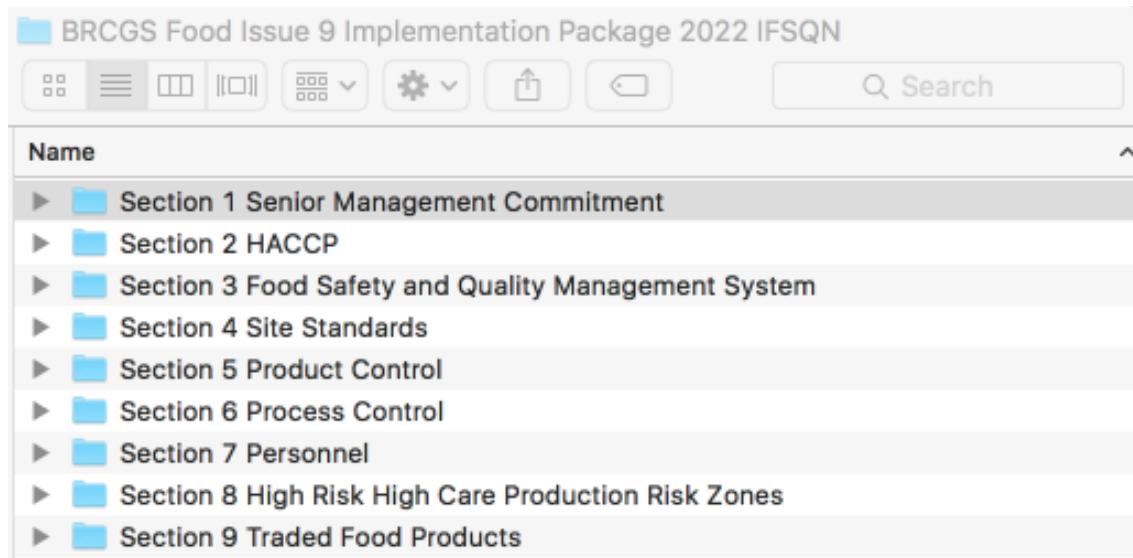 BRCGS Food Issue 9 Implementation Package 2022 IFSQN
Search
Name
Section 1 Senior Management Commitment
Section 2 HACCP
Section 3 Food Safety and Quality Management System
Section 4 Site Standards
Section 5 Product Control
Section 6 Process Control
Section 7 Personnel
Section 8 High Risk High Care Production Risk Zones
Section 9 Traded Food Products